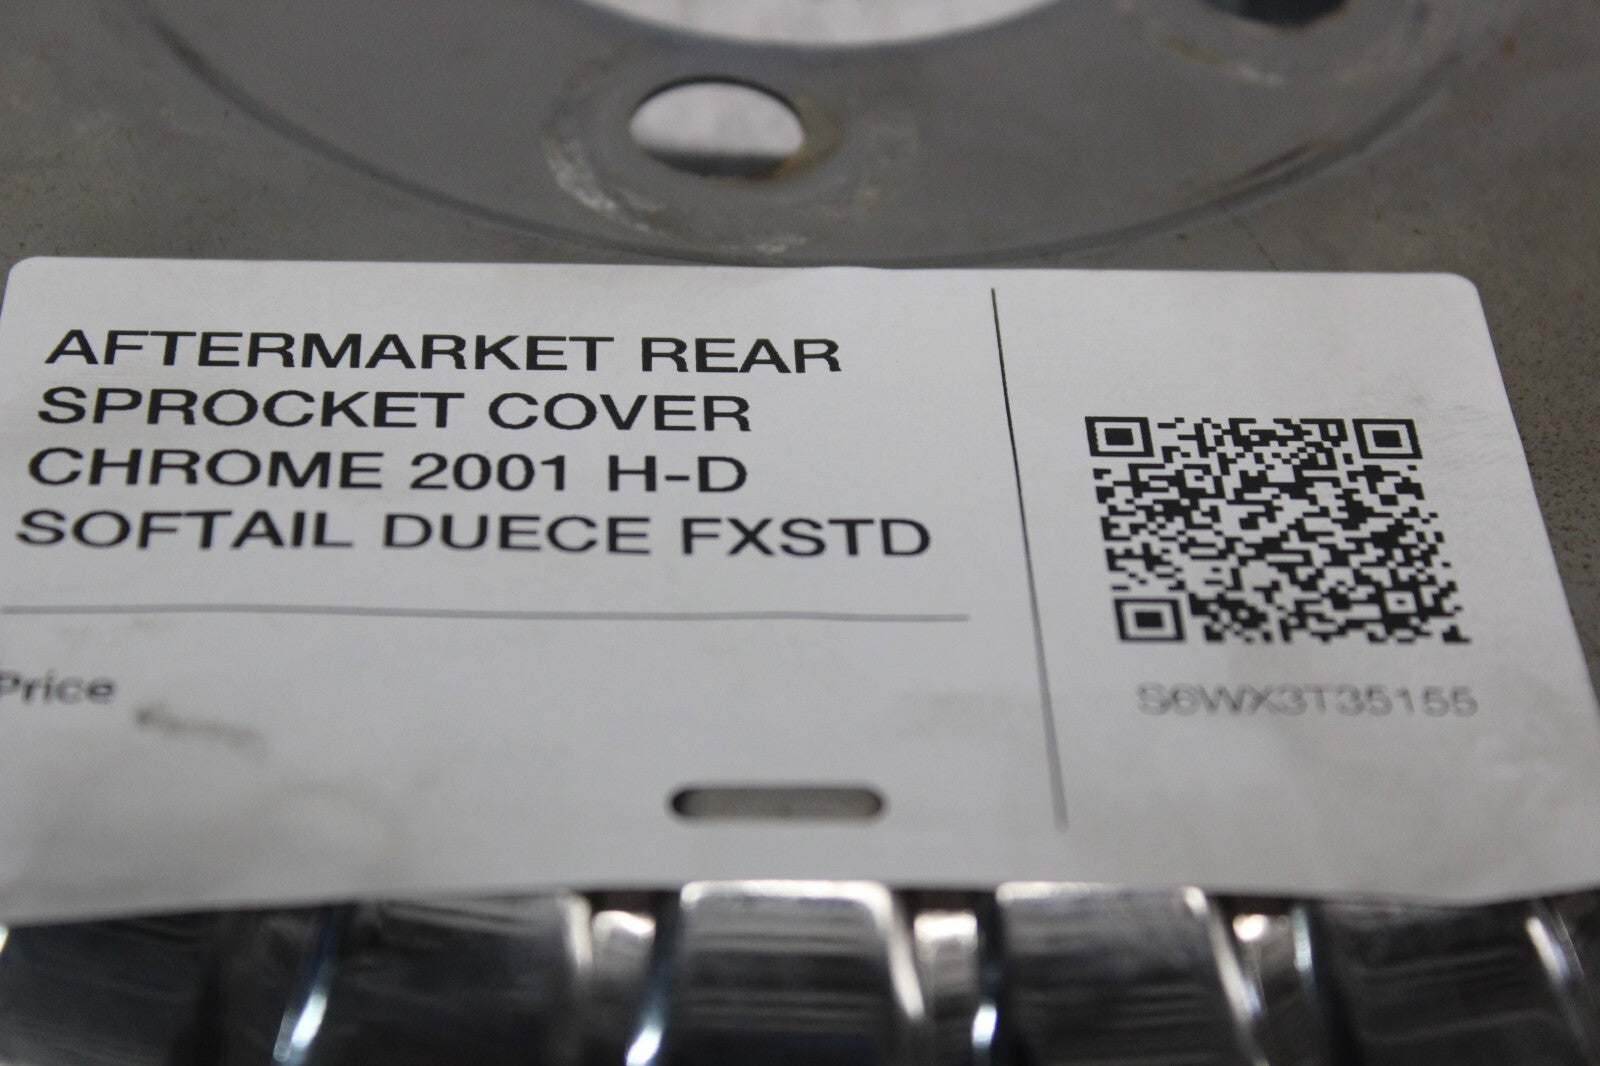 AFTERMARKET REAR
SPROCKET COVER
CHROME 2001 H-D
SOFTAIL DUECE FXSTD
Price
S6WX3T35155